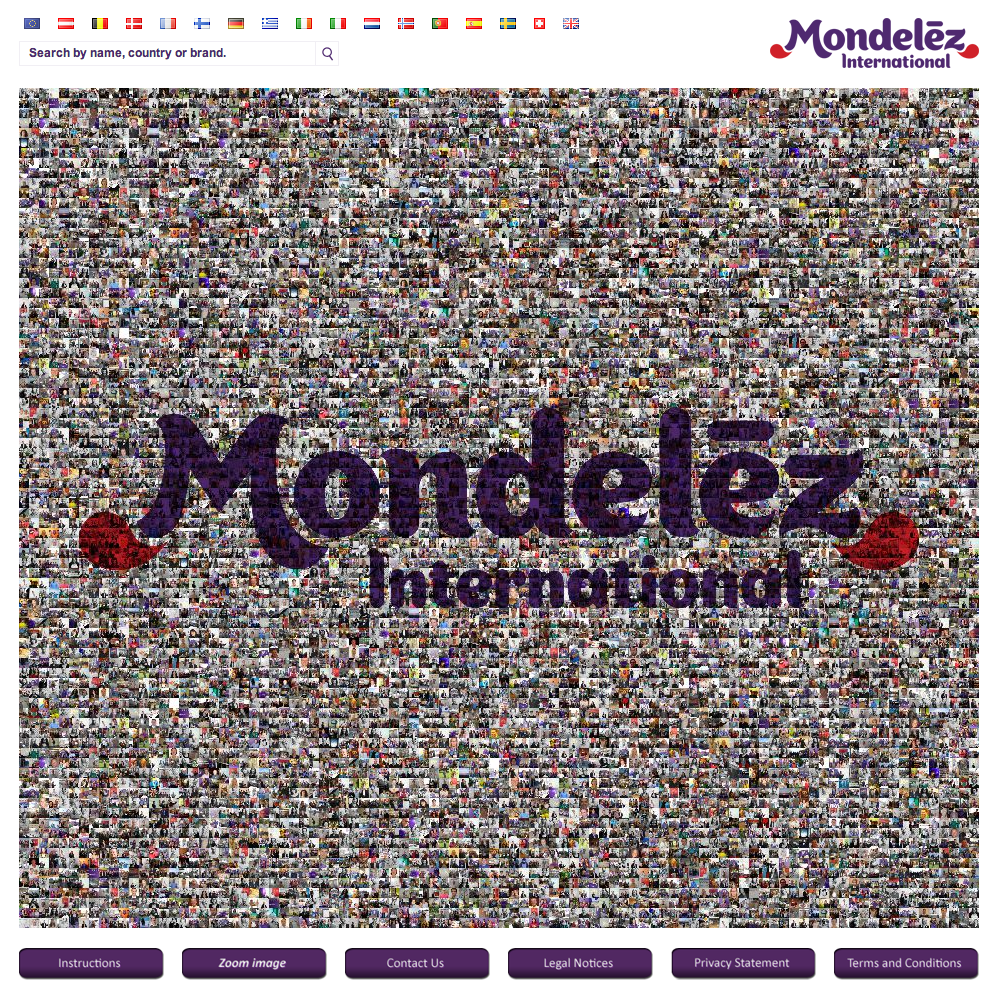 Search by name, country or brand.
Mondelēz
International
Mondelēz
International
Instructions
Zoom image
Contact Us
Legal Notices
Privacy Statement
Terms and Conditions